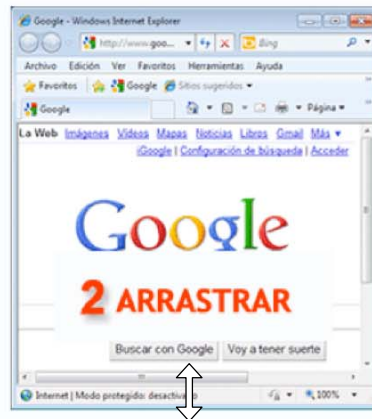 Google - Windows Internet Explorer
http://www.goo... Bing
Archivo Edición Ver Favoritos Herramientas Ayuda
Favoritos Google Sitios sugeridos
Google Página
La Web Imágenes Vídeos Mapas Noticias Libros Gmail Más
iGoogle | Configuración de búsqueda | Acceder
Google
2 ARRASTRAR
Buscar con Google Voy a tener suerte
Internet | Modo protegido: 100%